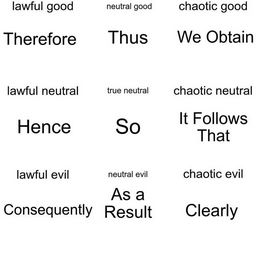 lawful good neutral good chaotic good
Therefore Thus We Obtain
lawful neutral true neutral chaotic neutral
Hence So It Follows
That
lawful evil neutral evil chaotic evil
Consequently As a
Result Clearly